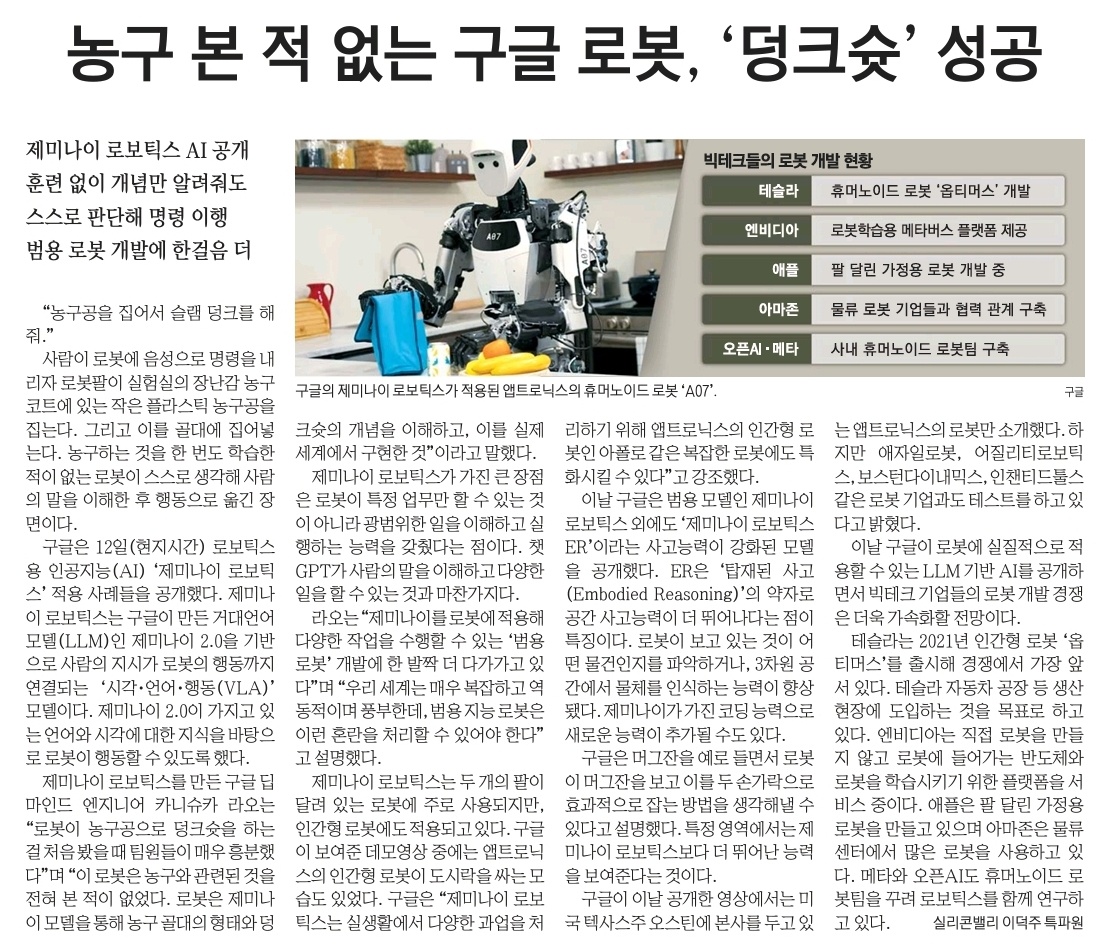 농구 본 적 없는 구글 로봇, ‘덩크슛’ 성공
제미나이 로보틱스 AI 공개
훈련 없이 개념만 알려줘도
스스로 판단해 명령 이행
범용 로봇 개발에 한걸음 더
A07
빅테크들의 로봇 개발 현황
테슬라 휴머노이드 로봇 ‘옵티머스’ 개발
엔비디아 로봇학습용 메타버스 플랫폼 제공
애플 팔 달린 가정용 로봇 개발 중
아마존 물류 로봇 기업들과 협력 관계 구축
오픈AI·메타 사내 휴머노이드 로봇팀 구축
구글의 제미나이 로보틱스가 적용된 앱트로닉스의 휴머노이드 로봇 ‘A07’. 구글
“농구공을 집어서 슬램 덩크를 해
줘.”
사람이 로봇에 음성으로 명령을 내
리자 로봇팔이 실험실의 장난감 농구
코트에 있는 작은 플라스틱 농구공을
집는다. 그리고 이를 골대에 집어넣
는다. 농구하는 것을 한 번도 학습한
적이 없는 로봇이 스스로 생각해 사람
의 말을 이해한 후 행동으로 옮긴 장
면이다.
구글은 12일(현지시간) 로보틱스
용 인공지능(AI) ‘제미나이 로보틱
스’ 적용 사례들을 공개했다. 제미나
이 로보틱스는 구글이 만든 거대언어
모델(LLM)인 제미나이 2.0을 기반
으로 사람의 지시가 로봇의 행동까지
연결되는 ‘시각·언어·행동(VLA)’
모델이다. 제미나이 2.0이 가지고 있
는 언어와 시각에 대한 지식을 바탕으
로 로봇이 행동할 수 있도록 했다.
제미나이 로보틱스를 만든 구글 딥
마인드 엔지니어 카니슈카 라오는
“로봇이 농구공으로 덩크슛을 하는
걸 처음 봤을 때 팀원들이 매우 흥분했
다”며 “이 로봇은 농구와 관련된 것을
전혀 본 적이 없었다. 로봇은 제미나
이 모델을 통해 농구 골대의 형태와 덩
크슛의 개념을 이해하고, 이를 실제
세계에서 구현한 것”이라고 말했다.
제미나이 로보틱스가 가진 큰 장점
은 로봇이 특정 업무만 할 수 있는 것
이 아니라 광범위한 일을 이해하고 실
행하는 능력을 갖췄다는 점이다. 챗
GPT가 사람의 말을 이해하고 다양한
일을 할 수 있는 것과 마찬가지다.
라오는 “제미나이를 로봇에 적용해
다양한 작업을 수행할 수 있는 ‘범용
로봇’ 개발에 한 발짝 더 다가가고 있
다”며 “우리 세계는 매우 복잡하고 역
동적이며 풍부한데, 범용 지능 로봇은
이런 혼란을 처리할 수 있어야 한다”
고 설명했다.
제미나이 로보틱스는 두 개의 팔이
달려 있는 로봇에 주로 사용되지만,
인간형 로봇에도 적용되고 있다. 구글
이 보여준 데모영상 중에는 앱트로닉
스의 인간형 로봇이 도시락을 싸는 모
습도 있었다. 구글은 “제미나이 로보
틱스는 실생활에서 다양한 과업을 처
리하기 위해 앱트로닉스의 인간형 로
봇인 아폴로 같은 복잡한 로봇에도 특
화시킬 수 있다”고 강조했다.
이날 구글은 범용 모델인 제미나이
로보틱스 외에도 ‘제미나이 로보틱스
ER’이라는 사고능력이 강화된 모델
을 공개했다. ER은 ‘탑재된 사고
(Embodied Reasoning)’의 약자로
공간 사고능력이 더 뛰어나다는 점이
특징이다. 로봇이 보고 있는 것이 어
떤 물건인지를 파악하거나, 3차원 공
간에서 물체를 인식하는 능력이 향상
됐다. 제미나이가 가진 코딩 능력으로
새로운 능력이 추가될 수도 있다.
구글은 머그잔을 예로 들면서 로봇
이 머그잔을 보고 이를 두 손가락으로
효과적으로 잡는 방법을 생각해낼 수
있다고 설명했다. 특정 영역에서는 제
미나이 로보틱스보다 더 뛰어난 능력
을 보여준다는 것이다.
구글이 이날 공개한 영상에서는 미
국 텍사스주 오스틴에 본사를 두고 있
는 앱트로닉스의 로봇만 소개했다. 하
지만 애자일로봇, 어질리티로보틱
스, 보스턴다이내믹스, 인챈티드툴스
같은 로봇 기업과도 테스트를 하고 있
다고 밝혔다.
이날 구글이 로봇에 실질적으로 적
용할 수 있는 LLM 기반 AI를 공개하
면서 빅테크 기업들의 로봇 개발 경쟁
은 더욱 가속화할 전망이다.
테슬라는 2021년 인간형 로봇 ‘옵
티머스’를 출시해 경쟁에서 가장 앞
서 있다. 테슬라 자동차 공장 등 생산
현장에 도입하는 것을 목표로 하고
있다. 엔비디아는 직접 로봇을 만들
지 않고 로봇에 들어가는 반도체와
로봇을 학습시키기 위한 플랫폼을 서
비스 중이다. 애플은 팔 달린 가정용
로봇을 만들고 있으며 아마존은 물류
센터에서 많은 로봇을 사용하고 있
다. 메타와 오픈AI도 휴머노이드 로
봇팀을 꾸려 로보틱스를 함께 연구하
고 있다. 실리콘밸리 이덕주 특파원